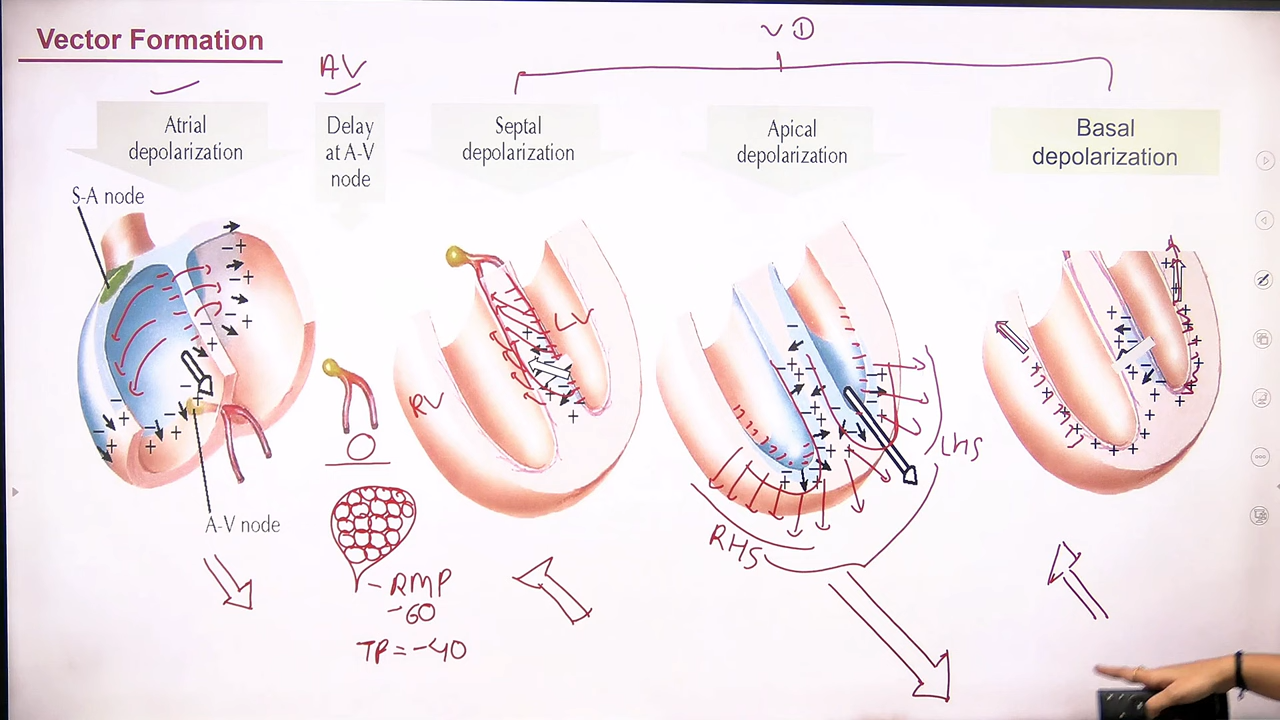 Vector Formation
VD
AV
Atrial
depolarization
Delay
at A-V
node
Septal
depolarization
Apical
depolarization
Basal
depolarization
S-A node
LV
RV
LHS
RHS
A-V node
O
-RMP
-60
TP = -40